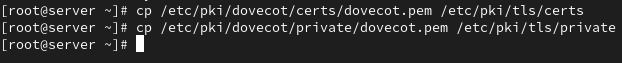 [root@server ~]# cp /etc/pki/dovecot/certs/dovecot.pem /etc/pki/tls/certs
[root@server ~]# cp /etc/pki/dovecot/private/dovecot.pem /etc/pki/tls/private
[root@server ~]#